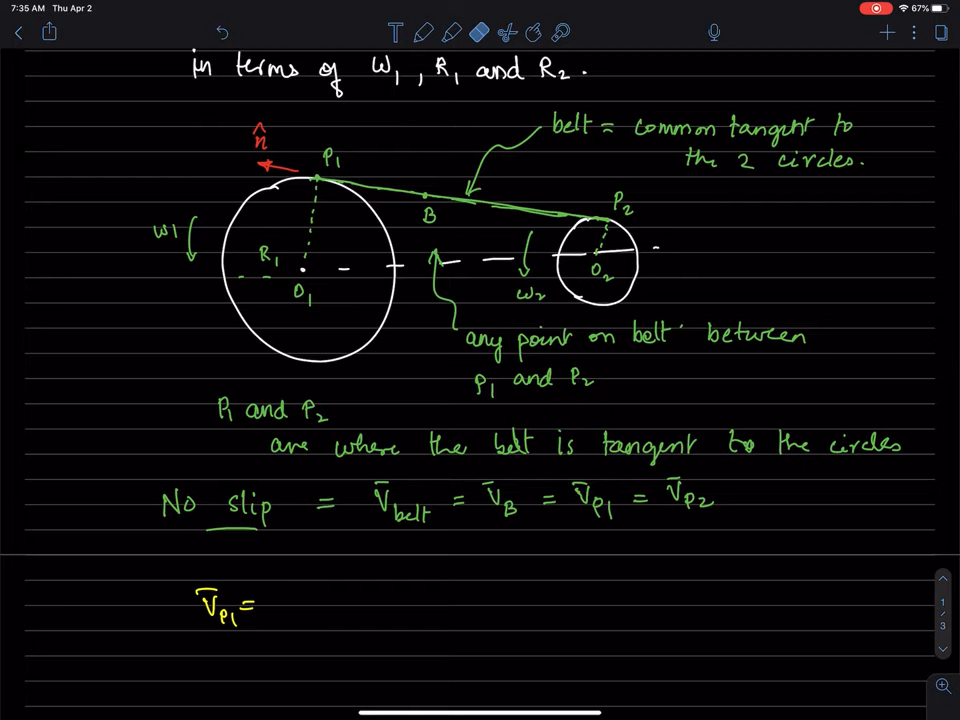 7:35 AM Thu Apr 2
67%
in terms of ω₁, R₁ and R₂.
belt = common tangent to
the 2 circles.
n̂
P₁
P₂
B
ω1
R₁
O₁
ω₂
O₂
any point on belt between
P₁ and P₂
P₁ and P₂
are where the belt is tangent to the circles
No slip = V̄belt = V̄B = V̄P1 = V̄P2
V̄P1 =
1
/
3